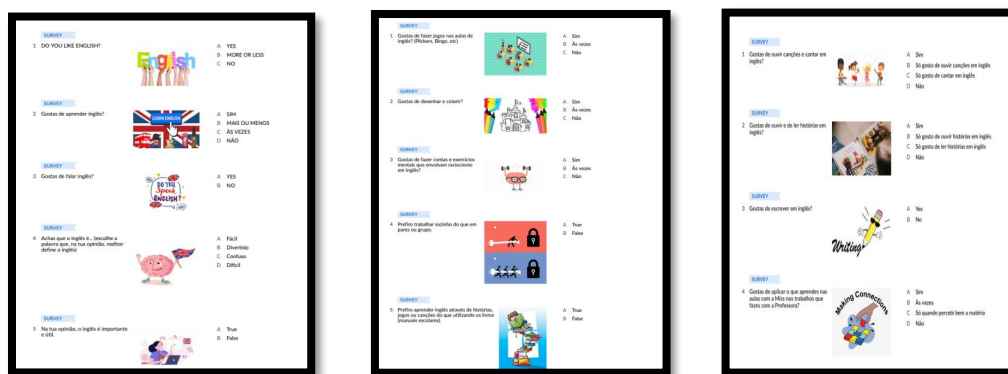 SURVEY
1 DO YOU LIKE ENGLISH?
English
A YES
B MORE OR LESS
C NO
SURVEY
2 Gostas de aprender inglês?
LEARN ENGLISH
A SIM
B MAIS OU MENOS
C ÀS VEZES
D NÃO
SURVEY
3 Gostas de falar inglês?
DO YOU
Speak
ENGLISH?
A YES
B NO
SURVEY
4 Achas que o inglês é... (escolhe a
palavra que, na tua opinião, melhor
define o inglês)
A Fácil
B Divertido
C Confuso
D Difícil
SURVEY
5 Na tua opinião, o inglês é importante
e útil.
A True
B False
SURVEY
1 Gostas de fazer jogos nas aulas de
inglês? (Plickers, Bingo, etc)
A Sim
B Às vezes
C Não
SURVEY
2 Gostas de desenhar e colorir?
A Sim
B Às vezes
C Não
SURVEY
3 Gostas de fazer contas e exercícios
mentais que envolvam raciocionio
em inglês?
A Sim
B Às vezes
C Não
SURVEY
4 Prefiro trabalhar sozinho do que em
pares ou grupo.
A True
B False
SURVEY
5 Prefiro aprender inglês através de histórias,
jogos ou canções do que utilizando os livros
(manuais escolares).
A True
B False
SURVEY
1 Gostas de ouvir canções e cantar em
inglês?
A Sim
B Só gosto de ouvir canções em inglês
C Só gosto de cantar em inglês
D Não
SURVEY
2 Gostas de ouvir e de ler histórias em
inglês?
A Sim
B Só gosto de ouvir histórias em inglês
C Só gosto de ler histórias em inglês
D Não
SURVEY
3 Gostas de escrever em inglês?
Writing
A Yes
B No
SURVEY
4 Gostas de aplicar o que aprendes nas
aulas com a Miss nos trabalhos que
fazes com a Professora?
Making Connections
A Sim
B Às vezes
C Só quando percebi bem a matéria
D Não